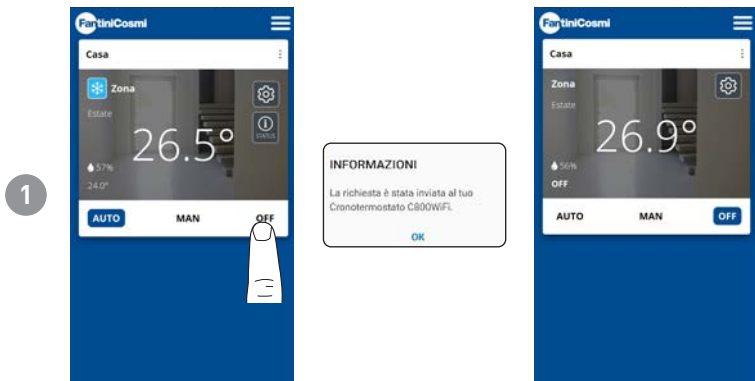 1
FantiniCosmi
Casa
Zona
Estate
26.5°
STATUS
57%
24.0°
AUTO MAN OFF
INFORMAZIONI
La richiesta è stata inviata al tuo
Cronotermostato C800WiFi.
OK
FantiniCosmi
Casa
Zona
Estate
26.9°
56%
OFF
AUTO MAN OFF